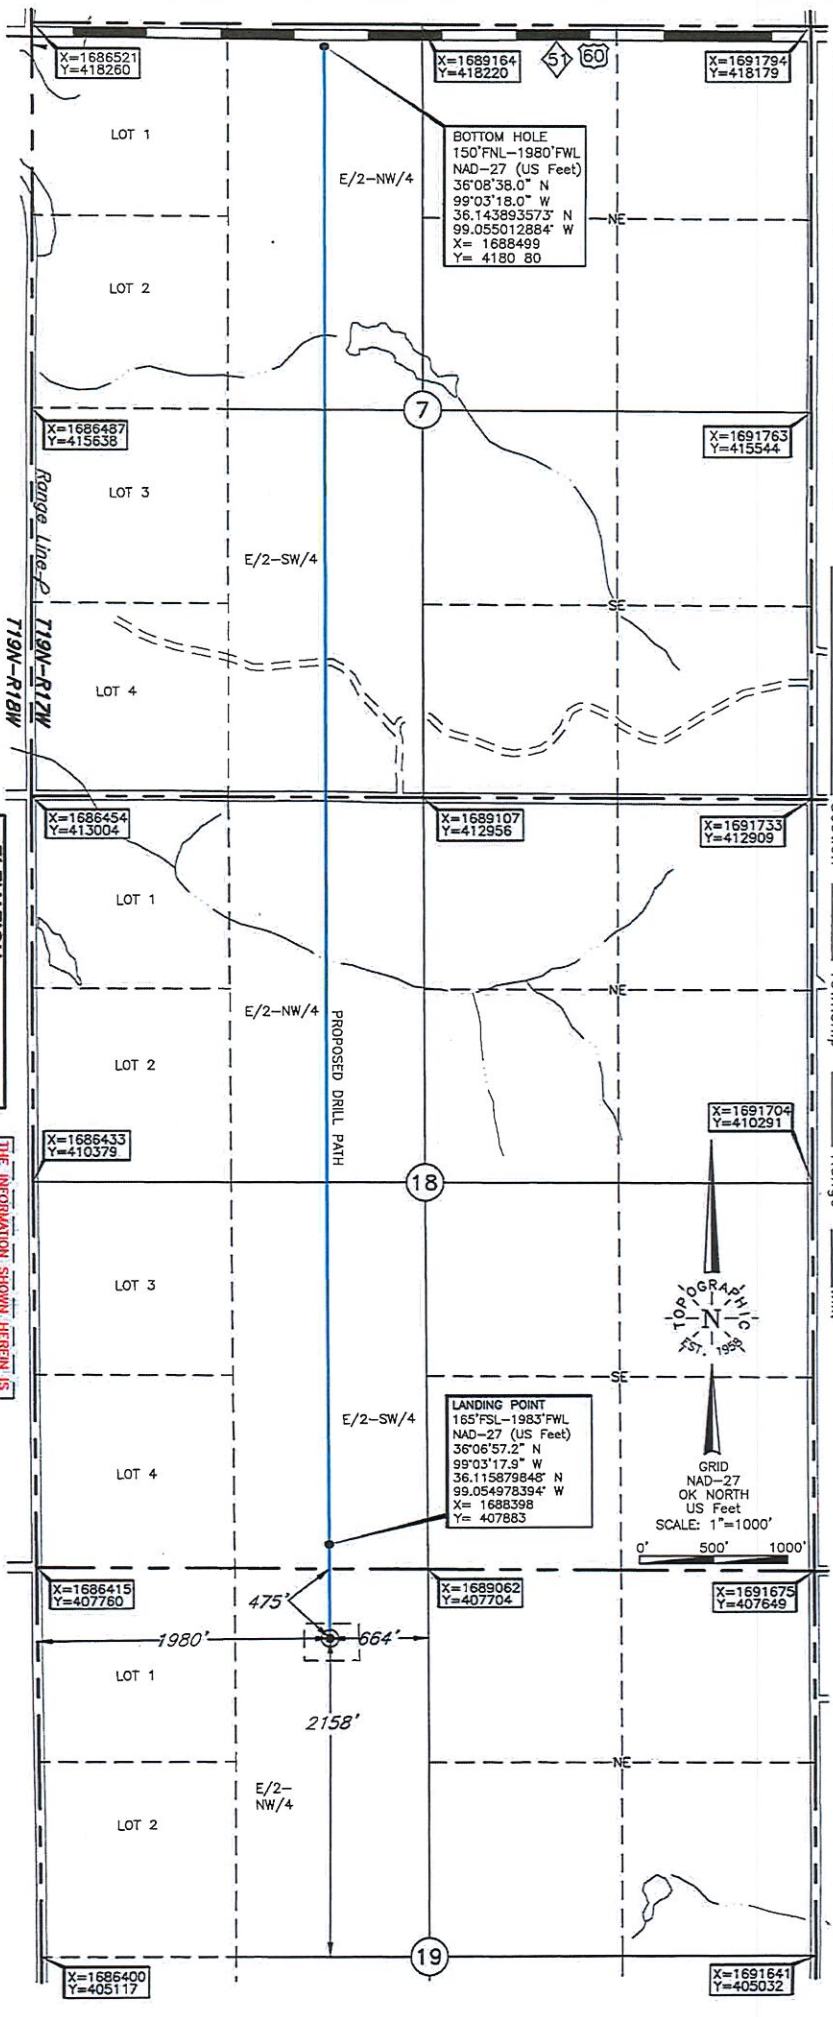 X=1686521
Y=418260
X=1689164
Y=418220
51
60
X=1691794
Y=418179
LOT 1
E/2-NW/4
BOTTOM HOLE
150'FNL-1980'FWL
NAD-27 (US Feet)
36°08'38.0" N
99°03'18.0" W
36.143893573° N
99.055012884° W
X= 1688499
Y= 4180 80
NE
LOT 2
7
X=1686487
Y=415638
X=1691763
Y=415544
LOT 3
Range Line
E/2-SW/4
SE
T19N-R17W
T19N-R18W
LOT 4
X=1686454
Y=413004
X=1689107
Y=412956
X=1691733
Y=412909
LOT 1
NE
E/2-NW/4
PROPOSED DRILL PATH
LOT 2
X=1691704
Y=410291
X=1686433
Y=410379
THE INFORMATION SHOWN HEREIN IS
18
LOT 3
TOPOGRAPHIC
N
EST. 1958
SE
LANDING POINT
165'FSL-1983'FWL
NAD-27 (US Feet)
36°06'57.2" N
99°03'17.9" W
36.115879848° N
99.054978394° W
X= 1688398
Y= 407883
E/2-SW/4
LOT 4
GRID
NAD-27
OK NORTH
US Feet
SCALE: 1"=1000'
0' 500' 1000'
X=1686415
Y=407760
475'
X=1689062
Y=407704
X=1691675
Y=407649
1980'
664'
LOT 1
2158'
NE
E/2-
NW/4
LOT 2
19
X=1686400
Y=405117
X=1691641
Y=405032